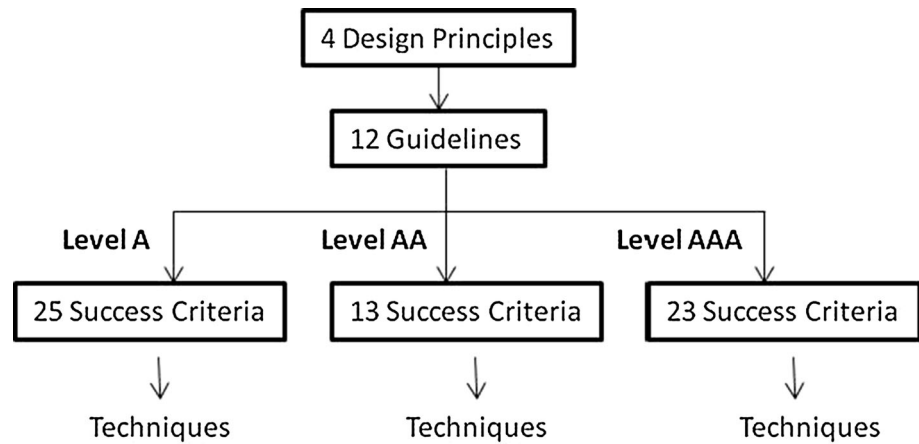 4 Design Principles
12 Guidelines
Level A
Level AA
Level AAA
25 Success Criteria
13 Success Criteria
23 Success Criteria
Techniques
Techniques
Techniques